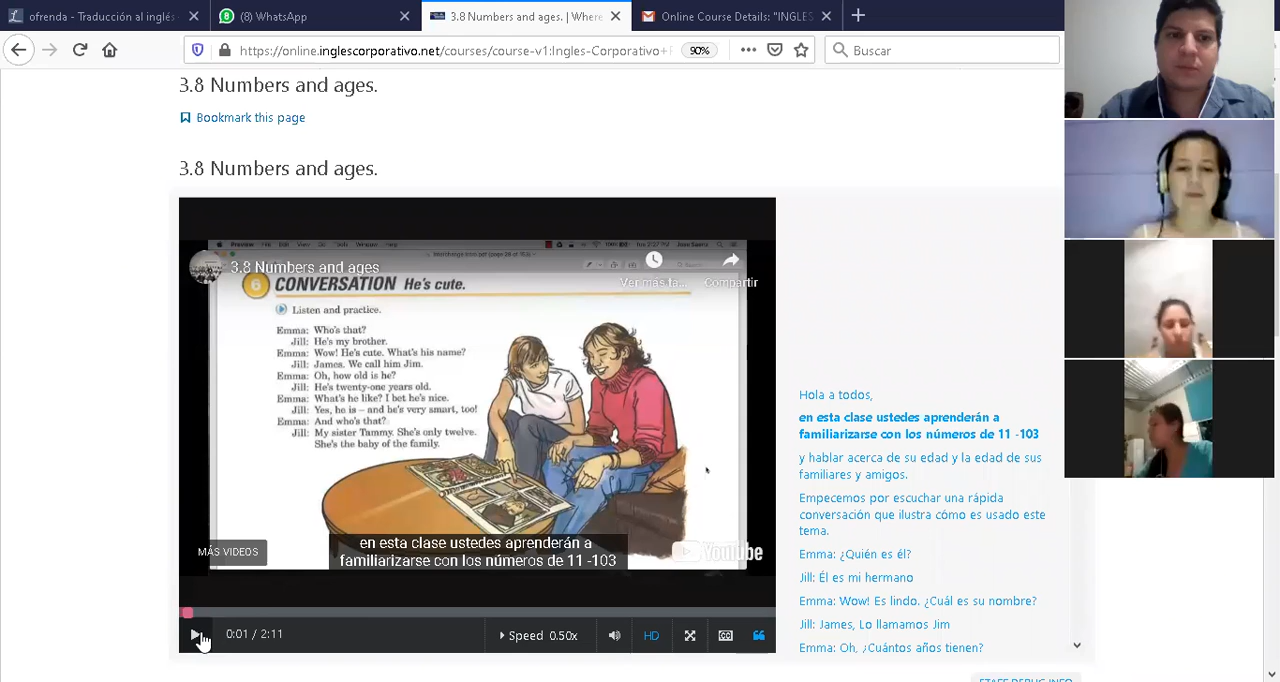 ofrenda - Traducción al inglés
(8) WhatsApp
3.8 Numbers and ages. | Where
Online Course Details: "INGLES
https://online.inglescorporativo.net/courses/course-v1:Ingles-Corporativo+
90%
Buscar
3.8 Numbers and ages.
Bookmark this page
3.8 Numbers and ages.
3.8 Numbers and ages
Ver más ta...
Compartir
6 CONVERSATION He's cute.
Listen and practice.
Emma: Who's that?
Jill: He's my brother.
Emma: Wow! He's cute. What's his name?
Jill: James. We call him Jim.
Emma: Oh, how old is he?
Jill: He's twenty-one years old.
Emma: What's he like? I bet he's nice.
Jill: Yes, he is – and he's very smart, too!
Emma: And who's that?
Jill: My sister Tammy. She's only twelve.
She's the baby of the family.
en esta clase ustedes aprenderán a
familiarizarse con los números de 11 -103
MÁS VIDEOS
YouTube
0:01 / 2:11
Speed 0.50x
HD
Hola a todos,
en esta clase ustedes aprenderán a
familiarizarse con los números de 11 -103
y hablar acerca de su edad y la edad de sus
familiares y amigos.
Empecemos por escuchar una rápida
conversación que ilustra cómo es usado este
tema.
Emma: ¿Quién es él?
Jill: Él es mi hermano
Emma: Wow! Es lindo. ¿Cuál es su nombre?
Jill: James, Lo llamamos Jim
Emma: Oh, ¿Cuántos años tienen?
STAFF DEBUG INFO